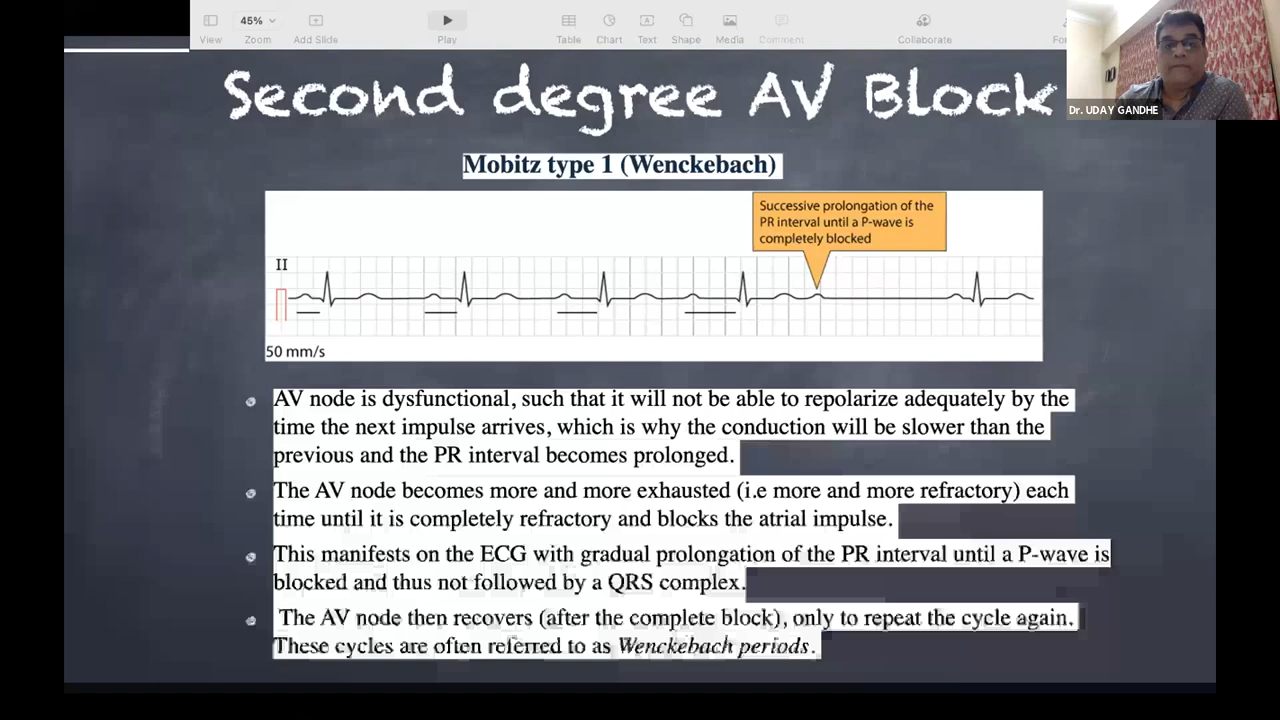 45%
View
Zoom
Add Slide
Play
Table
Chart
Text
Shape
Media
Comment
Collaborate
Dr. UDAY GANDHE
Second degree AV Block
Mobitz type 1 (Wenckebach)
Successive prolongation of the
PR interval until a P-wave is
completely blocked
II
50 mm/s
AV node is dysfunctional, such that it will not be able to repolarize adequately by the
time the next impulse arrives, which is why the conduction will be slower than the
previous and the PR interval becomes prolonged.
The AV node becomes more and more exhausted (i.e more and more refractory) each
time until it is completely refractory and blocks the atrial impulse.
This manifests on the ECG with gradual prolongation of the PR interval until a P-wave is
blocked and thus not followed by a QRS complex.
The AV node then recovers (after the complete block), only to repeat the cycle again.
These cycles are often referred to as Wenckebach periods.